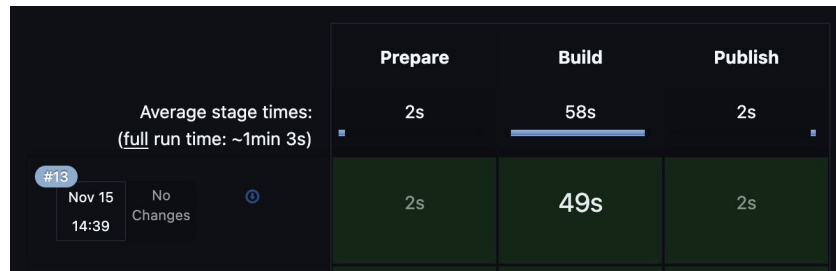 Prepare Build Publish
Average stage times: 2s 58s 2s
(full run time: ~1min 3s)
#13
Nov 15 No
Changes
14:39
2s 49s 2s